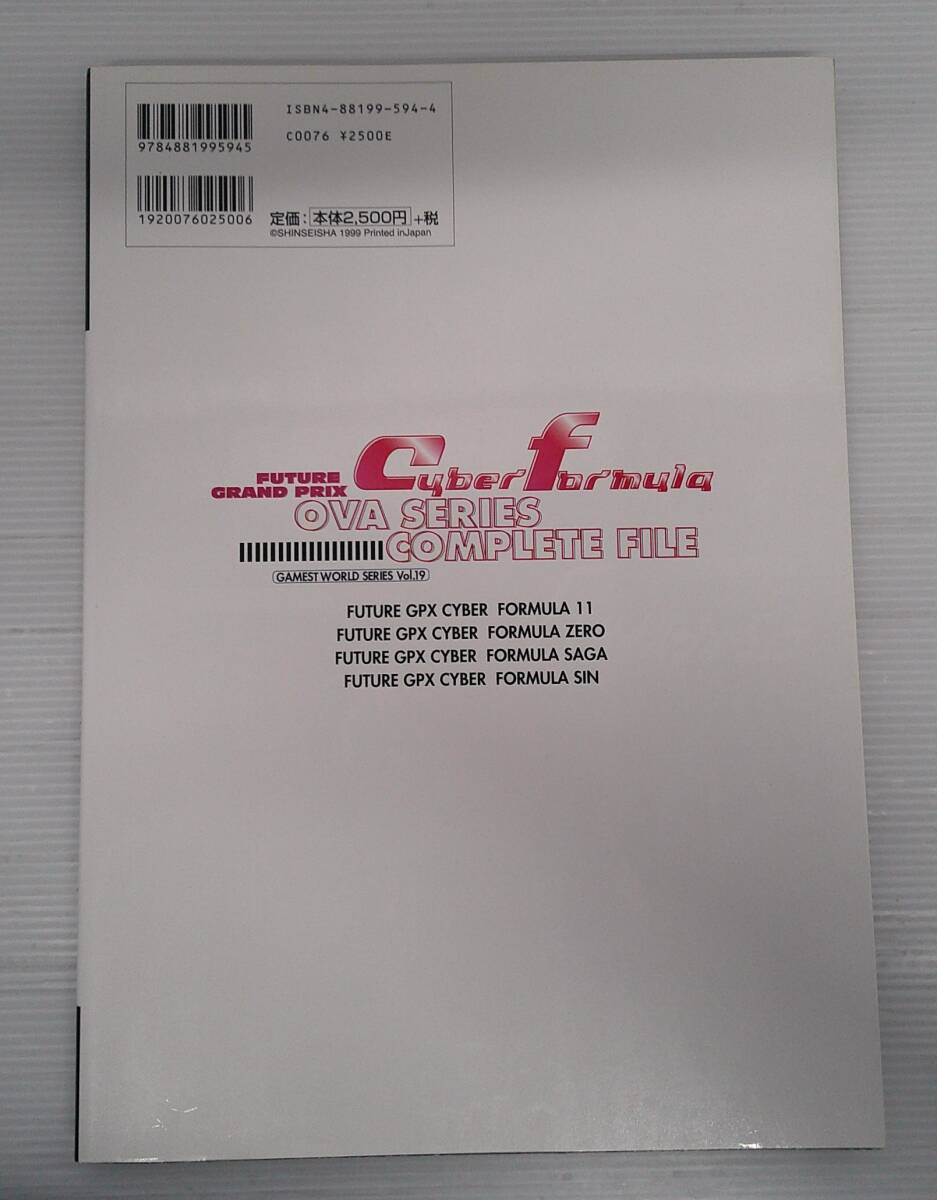 ISBN4-88199-594-4
C0076 ¥2500E
9784881995945
1920076025006
定価：本体2,500円+税
©SHINSEISHA 1999 Printed inJapan
FUTURE
GRAND PRIX
Cyber Formula
OVA SERIES
COMPLETE FILE
GAMEST WORLD SERIES Vol.19
FUTURE GPX CYBER FORMULA 11
FUTURE GPX CYBER FORMULA ZERO
FUTURE GPX CYBER FORMULA SAGA
FUTURE GPX CYBER FORMULA SIN